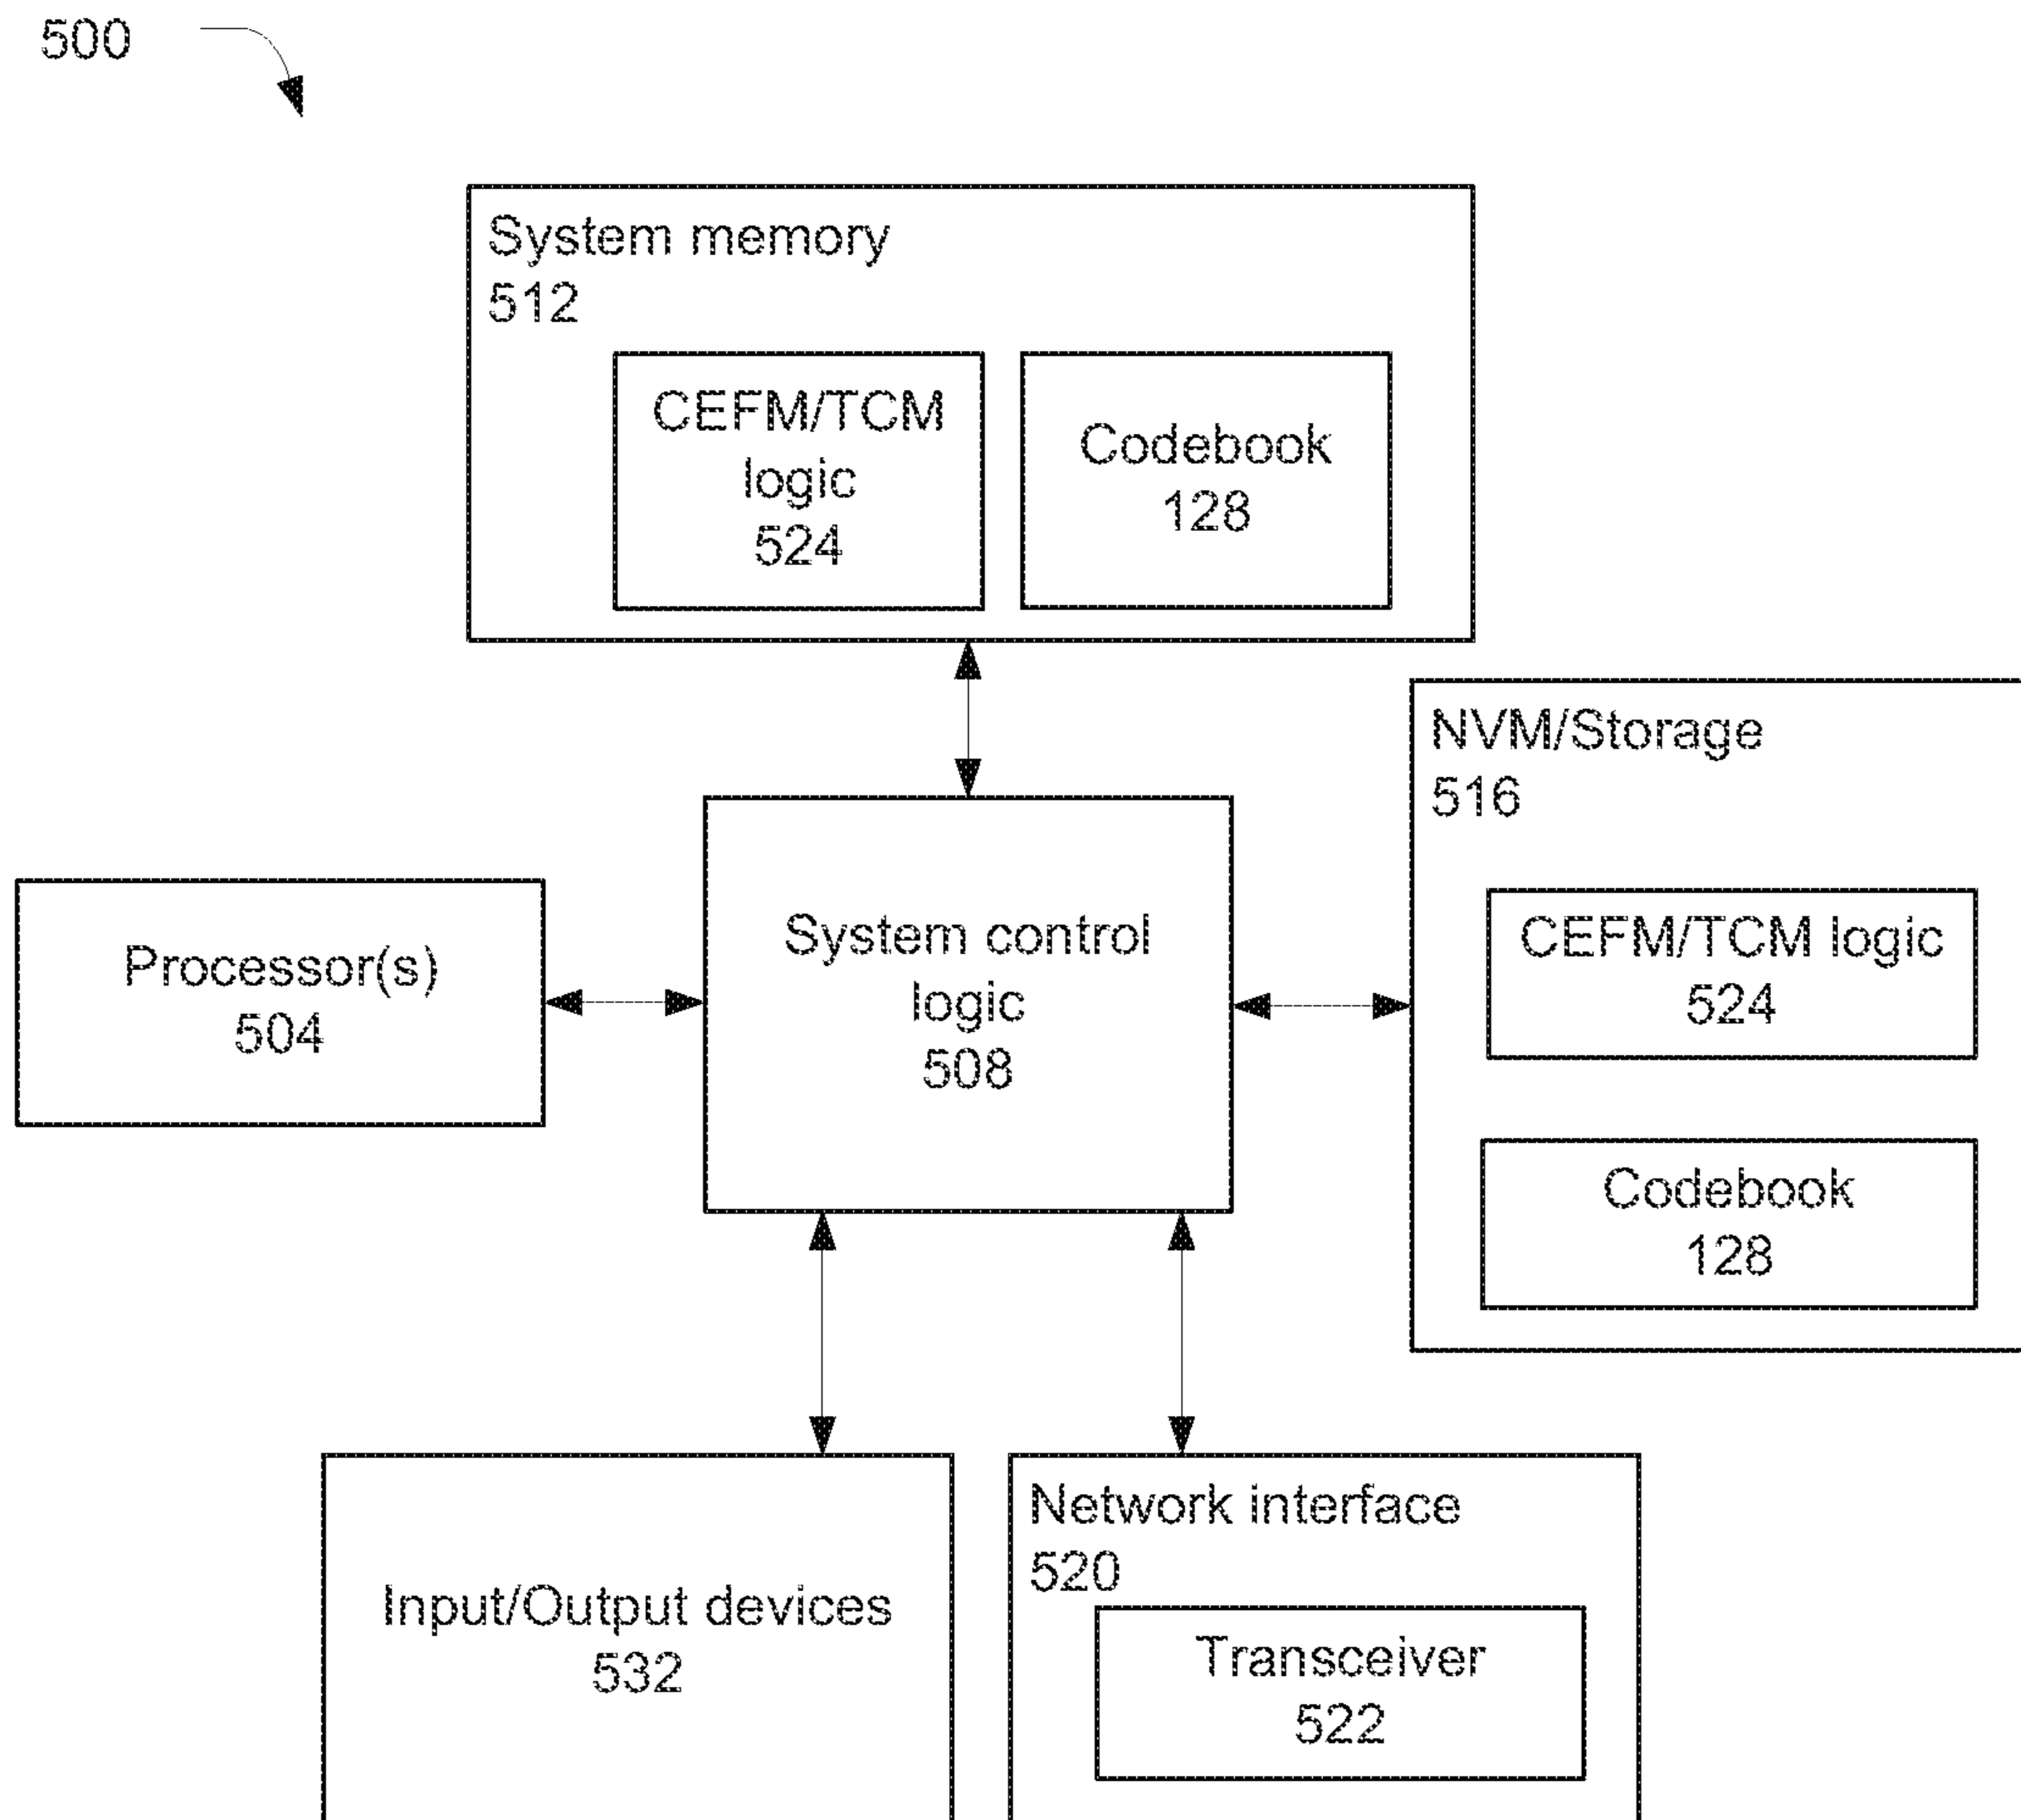 500
System memory
512
CEFM/TCM
logic
524
Codebook
128
NVM/Storage
516
CEFM/TCM logic
524
Codebook
128
Processor(s)
504
System control
logic
508
Input/Output devices
532
Network interface
520
Transceiver
522